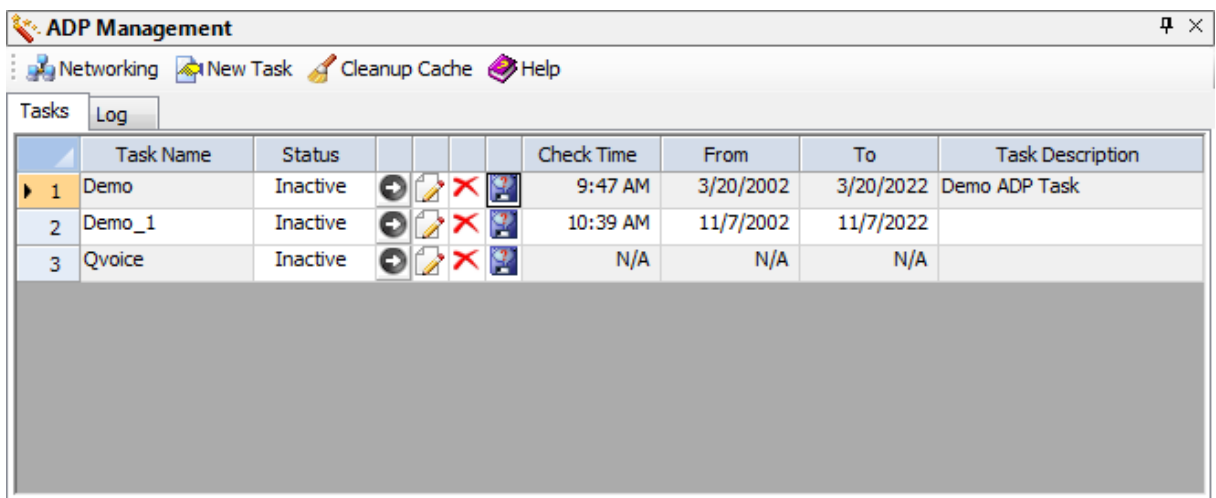 ADP Management
Networking New Task Cleanup Cache Help
Tasks Log
Task Name Status Check Time From To Task Description
1 Demo Inactive 9:47 AM 3/20/2002 3/20/2022 Demo ADP Task
2 Demo_1 Inactive 10:39 AM 11/7/2002 11/7/2022
3 Qvoice Inactive N/A N/A N/A